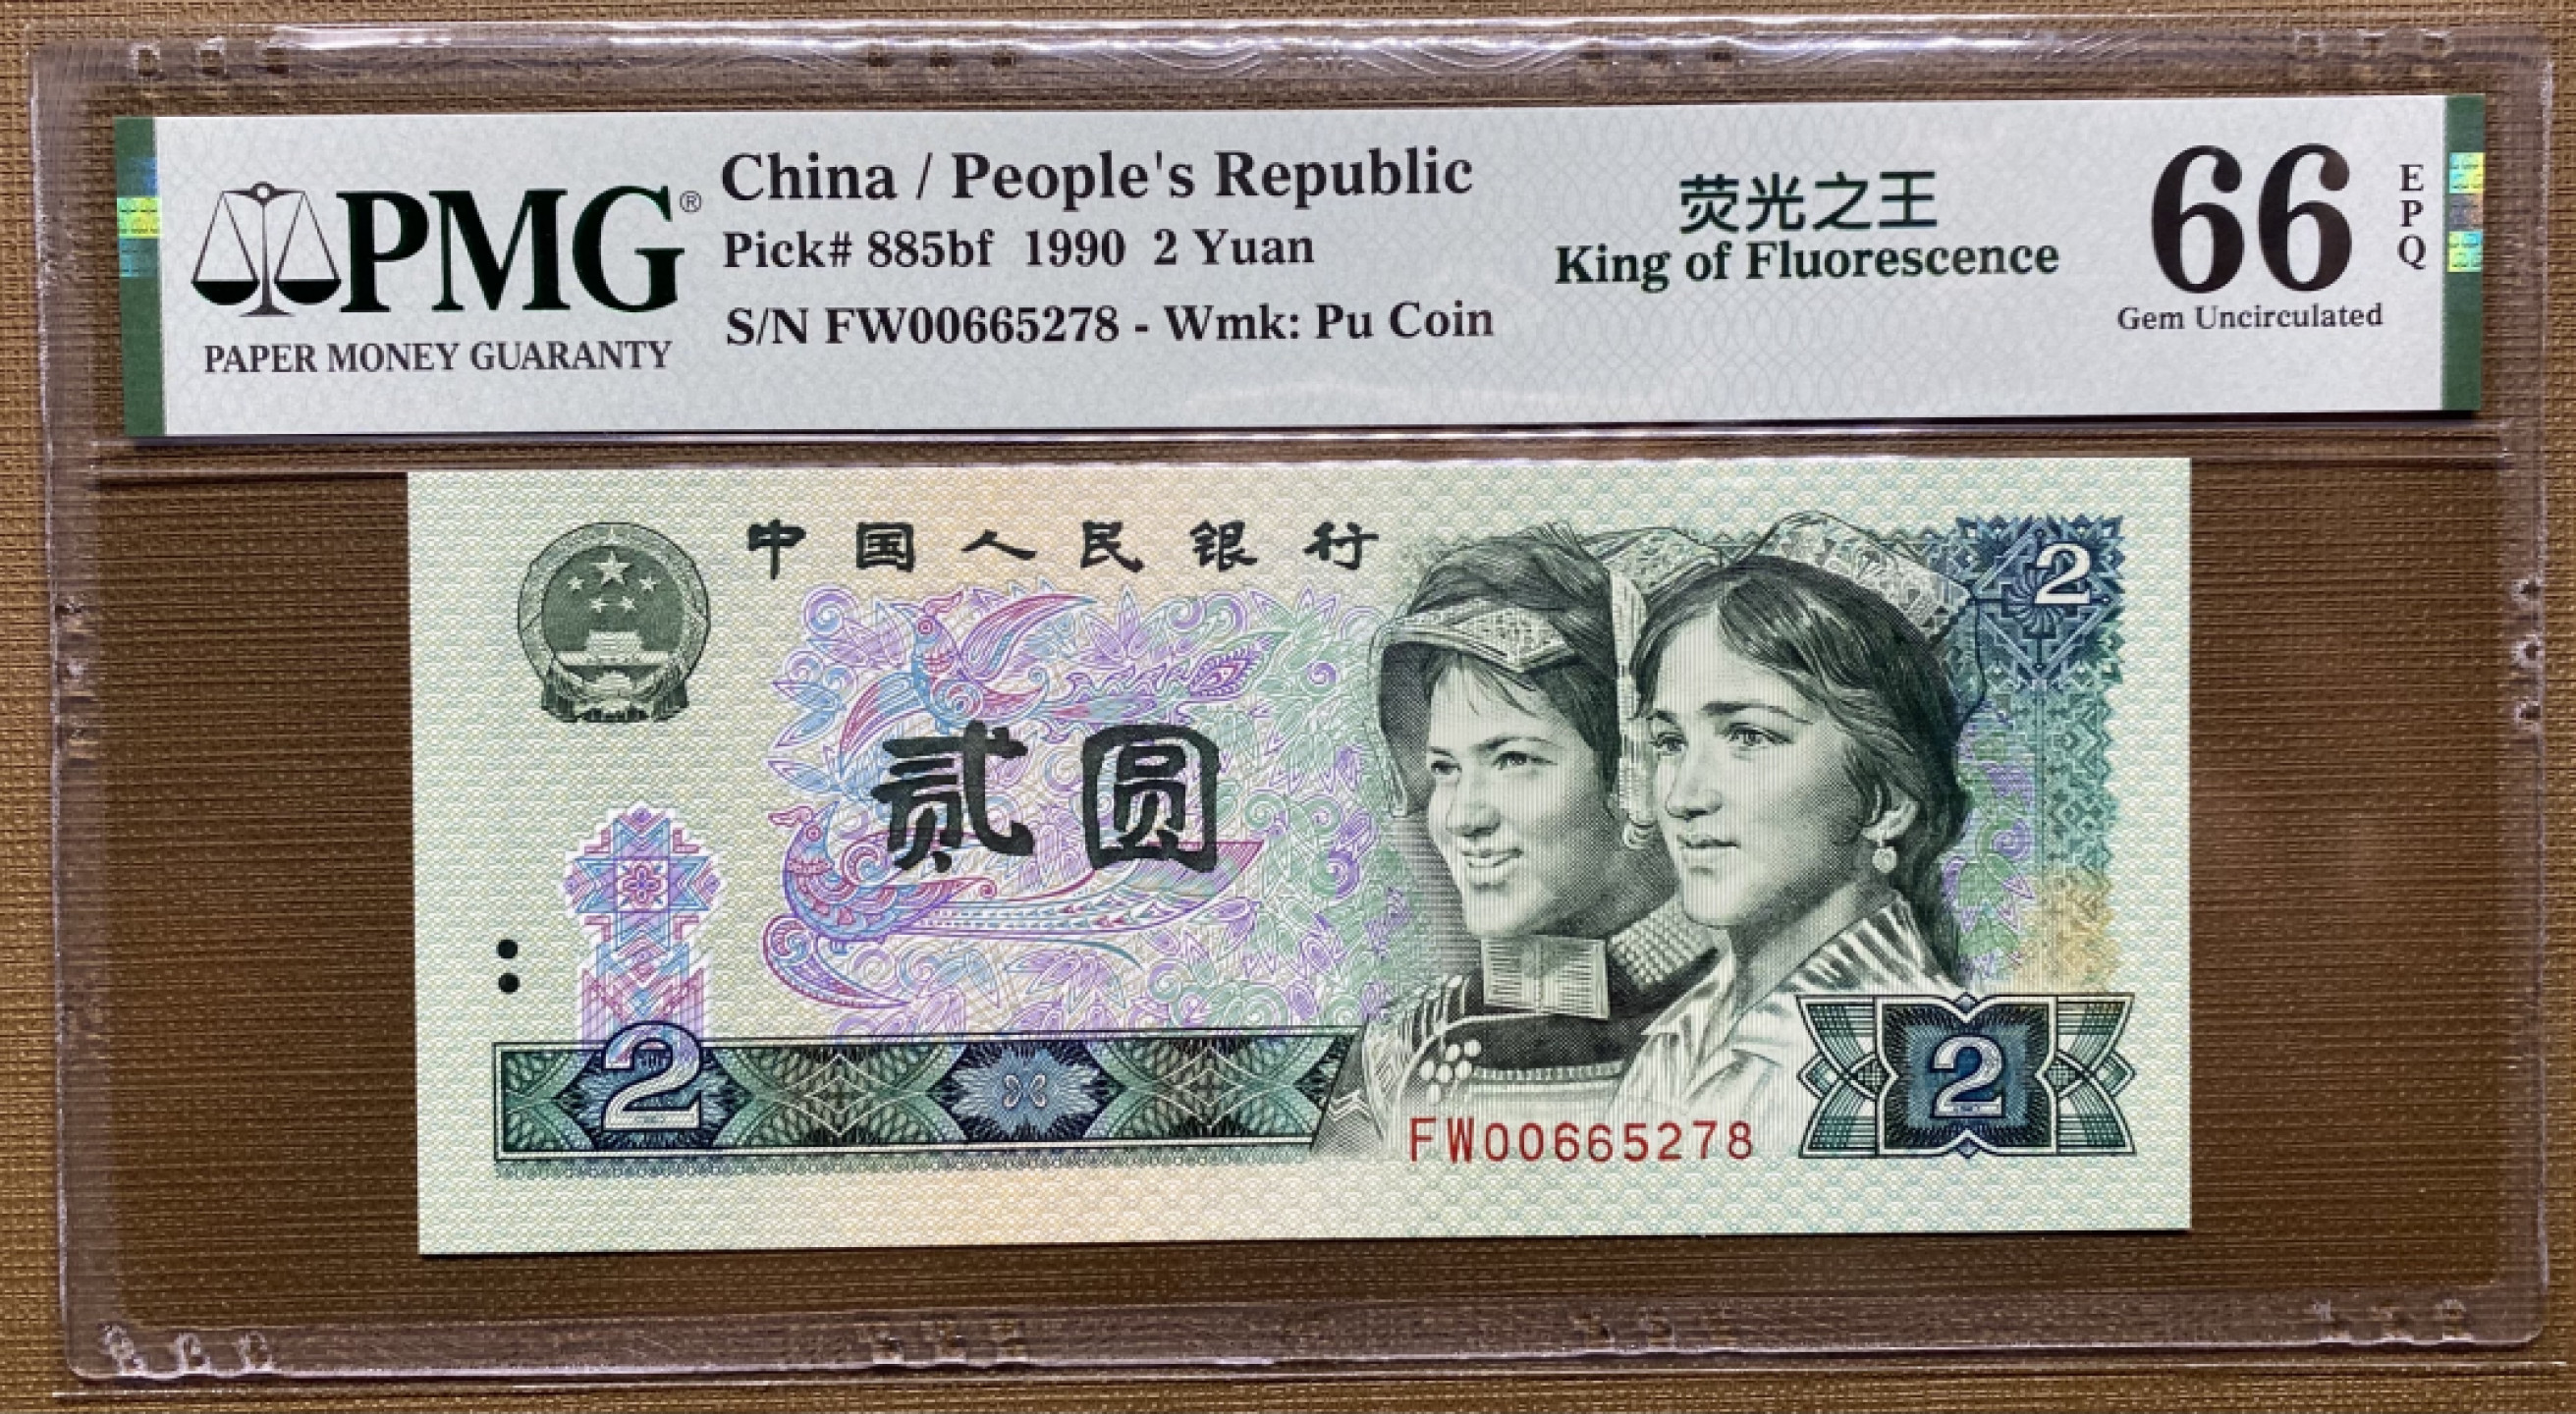 PMG®
PAPER MONEY GUARANTY
China / People's Republic
Pick# 885bf 1990 2 Yuan
S/N FW00665278 - Wmk: Pu Coin
荧光之王
King of Fluorescence
66
EPQ
Gem Uncirculated
中国人民银行
2
贰圆
2
FW00665278
2